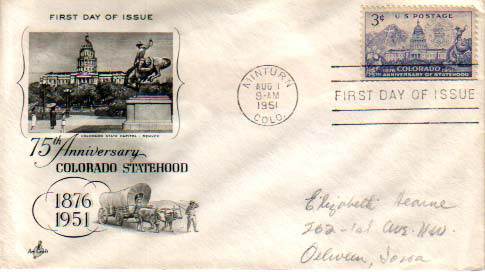 FIRST DAY OF ISSUE
3¢ U S POSTAGE
COLORADO
75TH ANNIVERSARY OF STATEHOOD
MINTURN
AUG 1
9-AM
1951
COLO.
FIRST DAY OF ISSUE
COLORADO STATE CAPITOL - DENVER
75th Anniversary
COLORADO STATEHOOD
1876
1951
Elizabeth Hearne
202-1st Ave. N.W.
Oelwein, Iowa
ArtCraft